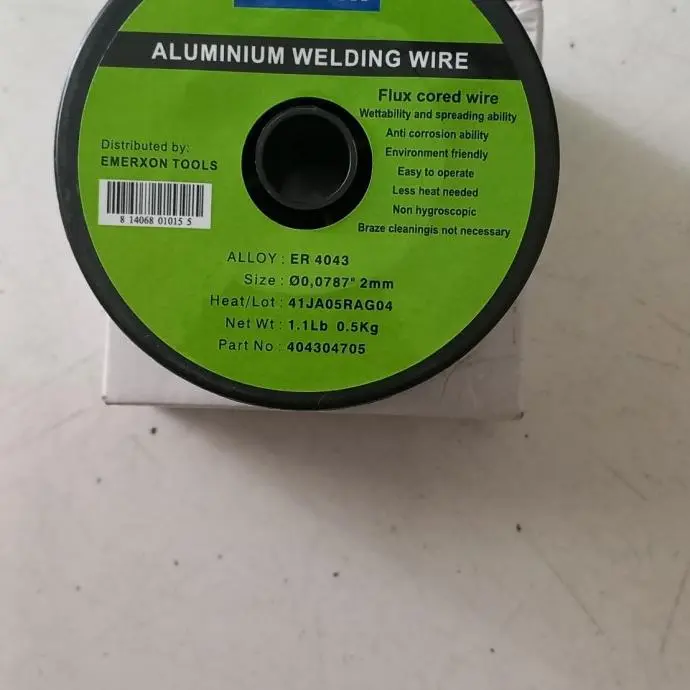 ALUMINIUM WELDING WIRE
Flux cored wire
Wettability and spreading ability
Anti corrosion ability
Environment friendly
Easy to operate
Less heat needed
Non hygroscopic
Braze cleaningis not necessary
Distributed by:
EMERXON TOOLS
8 14068 01015 5
ALLOY : ER 4043
Size : Ø0,0787" 2mm
Heat/Lot : 41JA05RAG04
Net Wt : 1.1Lb 0.5Kg
Part No : 404304705